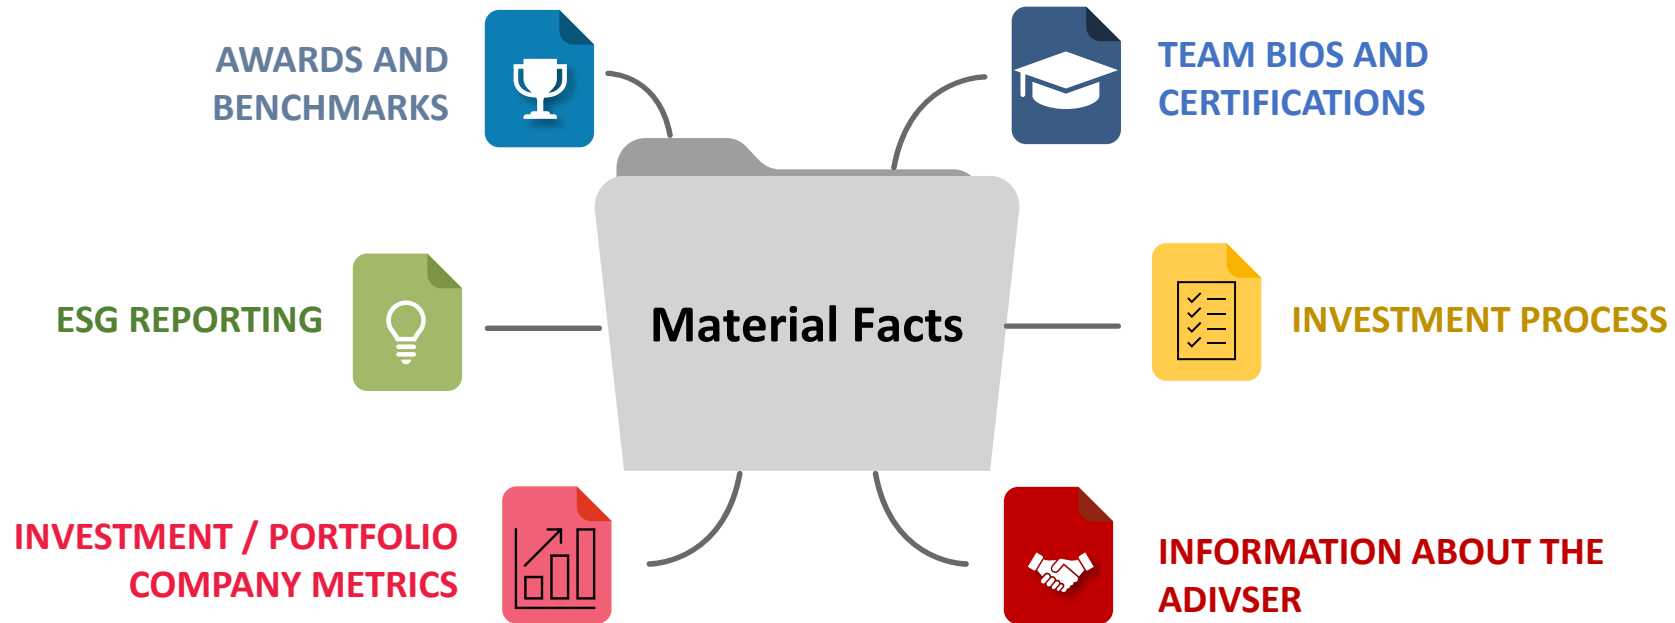 AWARDS AND
BENCHMARKS
TEAM BIOS AND
CERTIFICATIONS
ESG REPORTING
Material Facts
INVESTMENT PROCESS
INVESTMENT / PORTFOLIO
COMPANY METRICS
INFORMATION ABOUT THE
ADIVSER